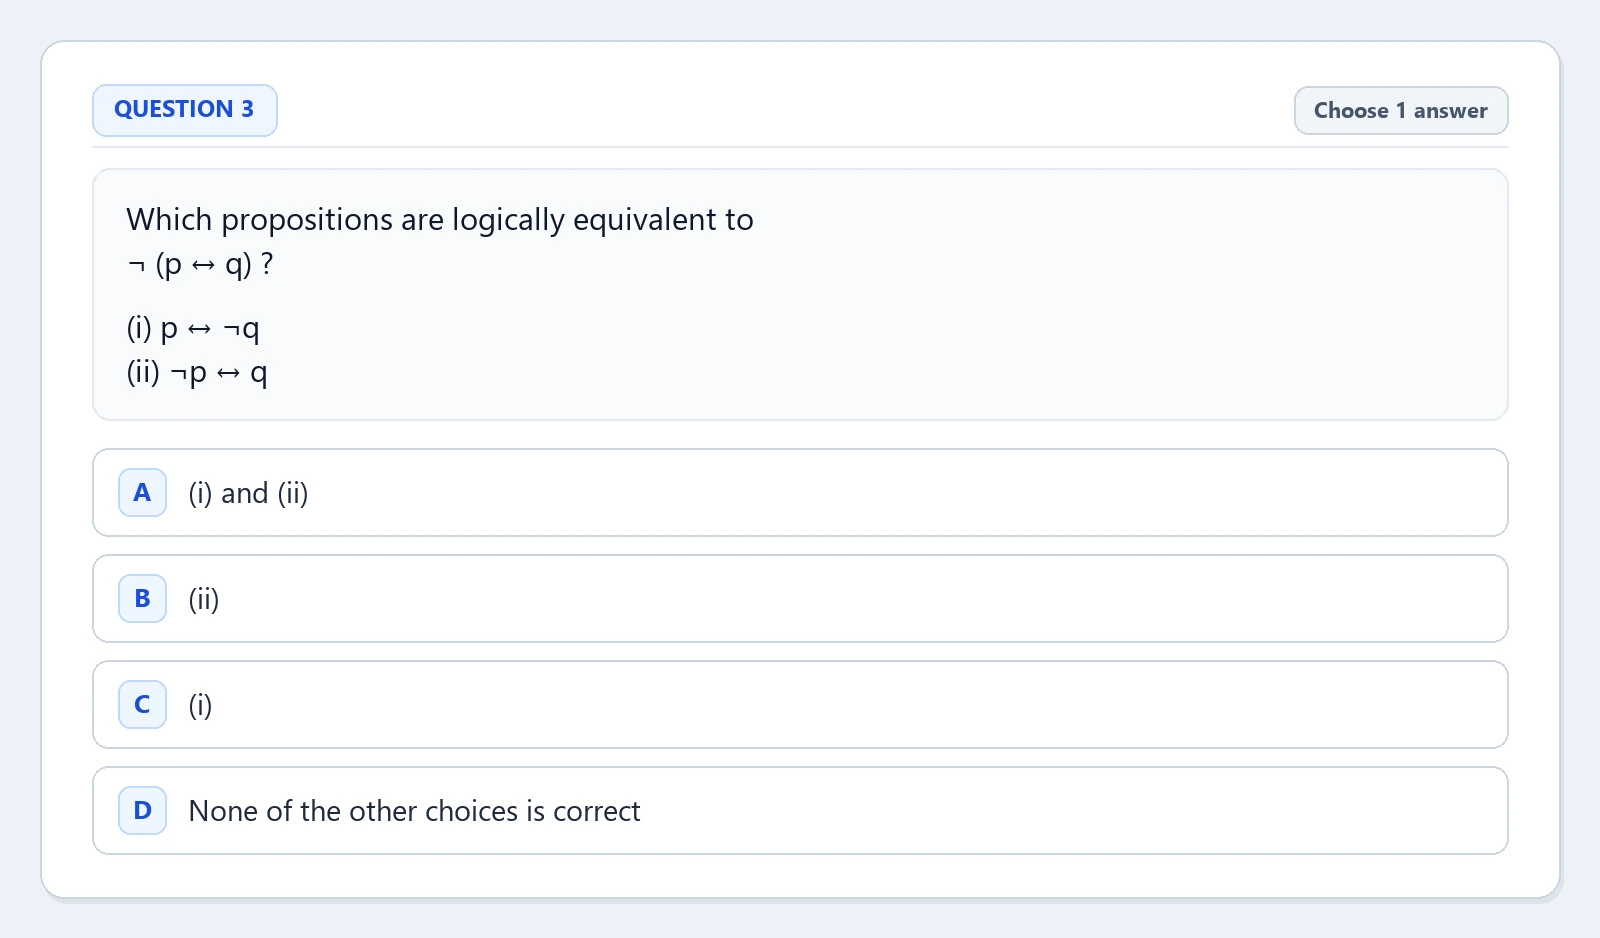 QUESTION 3
Choose 1 answer
Which propositions are logically equivalent to
¬ (p ↔ q) ?
(i) p ↔ ¬q
(ii) ¬p ↔ q
A (i) and (ii)
B (ii)
C (i)
D None of the other choices is correct